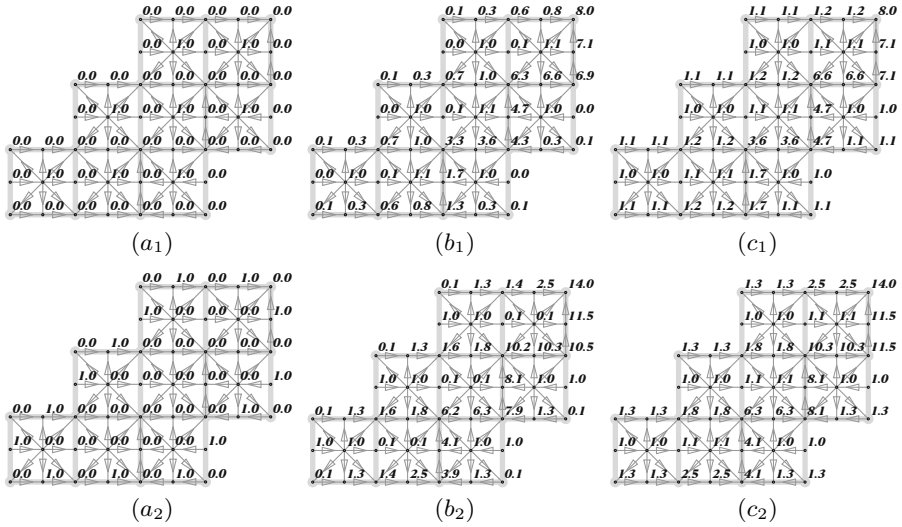 0.0 0.0 0.0 0.0 0.0
0.0 1.0 0.0 1.0 0.0
0.0 0.0 0.0 0.0 0.0 0.0 0.0
0.0 1.0 0.0 1.0 0.0 1.0 0.0
0.0 0.0 0.0 0.0 0.0 0.0 0.0 0.0 0.0
0.0 1.0 0.0 1.0 0.0 1.0 0.0
0.0 0.0 0.0 0.0 0.0 0.0 0.0
(a1)
0.1 0.3 0.6 0.8 8.0
0.0 1.0 0.1 1.1 7.1
0.1 0.3 0.7 1.0 6.3 6.6 6.9
0.0 1.0 0.1 1.1 4.7 1.0 0.0
0.1 0.3 0.7 1.0 3.3 3.6 4.3 0.3 0.1
0.0 1.0 0.1 1.1 1.7 1.0 0.0
0.1 0.3 0.6 0.8 1.3 0.3 0.1
(b1)
1.1 1.1 1.2 1.2 8.0
1.0 1.0 1.1 1.1 7.1
1.1 1.1 1.2 1.2 6.6 6.6 7.1
1.0 1.0 1.1 1.1 4.7 1.0 1.0
1.1 1.1 1.2 1.2 3.6 3.6 4.7 1.1 1.1
1.0 1.0 1.1 1.1 1.7 1.0 1.0
1.1 1.1 1.2 1.2 1.7 1.1 1.1
(c1)
0.0 1.0 0.0 1.0 0.0
1.0 0.0 0.0 0.0 0.0
0.0 1.0 0.0 0.0 0.0 0.0 0.0
1.0 0.0 0.0 0.0 0.0 0.0 1.0
0.0 1.0 0.0 0.0 0.0 0.0 0.0 1.0 0.0
1.0 0.0 0.0 0.0 0.0 0.0 1.0
0.0 1.0 0.0 1.0 0.0 1.0 0.0
(a2)
0.1 1.3 1.4 2.5 14.0
1.0 1.0 0.1 0.1 11.5
0.1 1.3 1.6 1.8 10.2 10.3 10.5
1.0 1.0 0.1 0.1 8.1 1.0 1.0
0.1 1.3 1.6 1.8 6.2 6.3 7.9 1.3 0.1
1.0 1.0 0.1 0.1 4.1 1.0 1.0
0.1 1.3 1.4 2.5 3.9 1.3 0.1
(b2)
1.3 1.3 2.5 2.5 14.0
1.0 1.0 1.1 1.1 11.5
1.3 1.3 1.8 1.8 10.3 10.3 11.5
1.0 1.0 1.1 1.1 8.1 1.0 1.0
1.3 1.3 1.8 1.8 6.3 6.3 8.1 1.3 1.3
1.0 1.0 1.1 1.1 4.1 1.0 1.0
1.3 1.3 2.5 2.5 4.1 1.3 1.3
(c2)